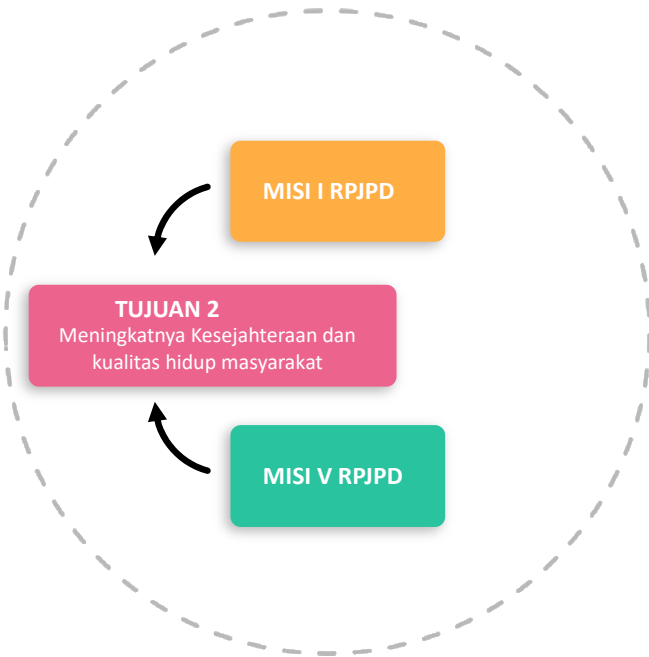 MISI I RPJPD
TUJUAN 2
Meningkatnya Kesejahteraan dan
kualitas hidup masyarakat
MISI V RPJPD